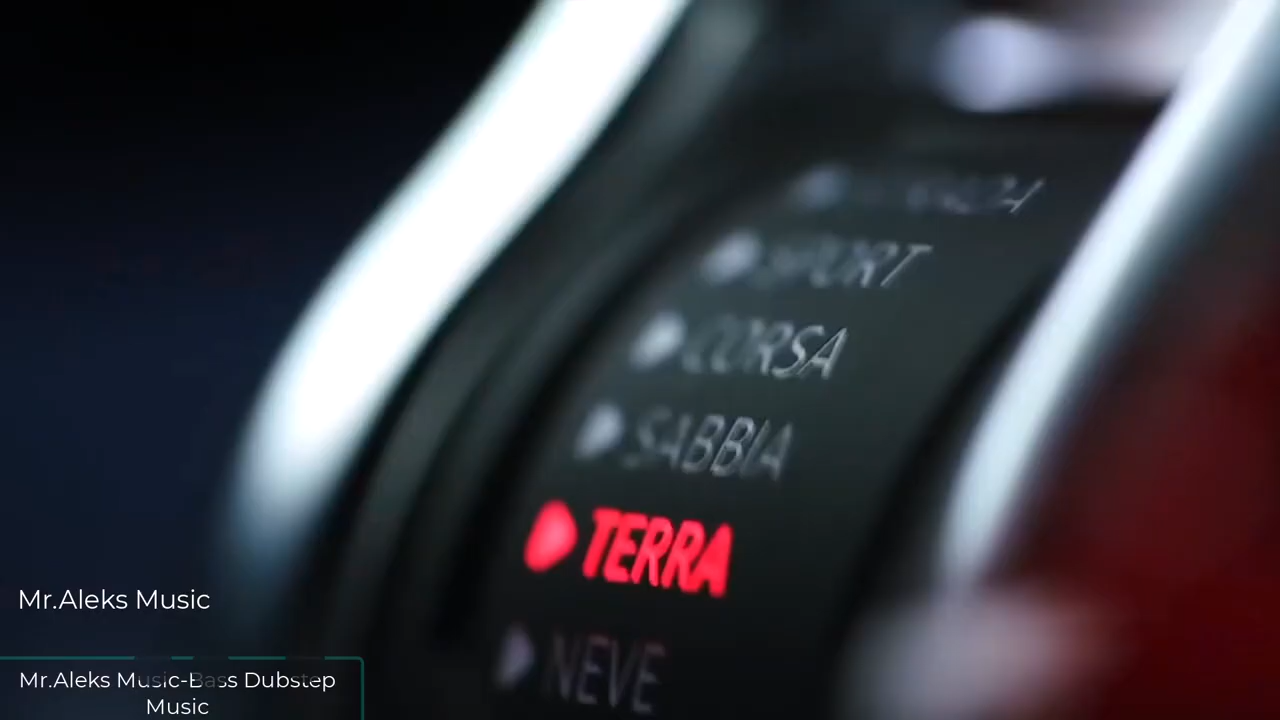 SPORT
CORSA
SABBIA
TERRA
NEVE
Mr.Aleks Music
Mr.Aleks Music-Bass Dubstep
Music